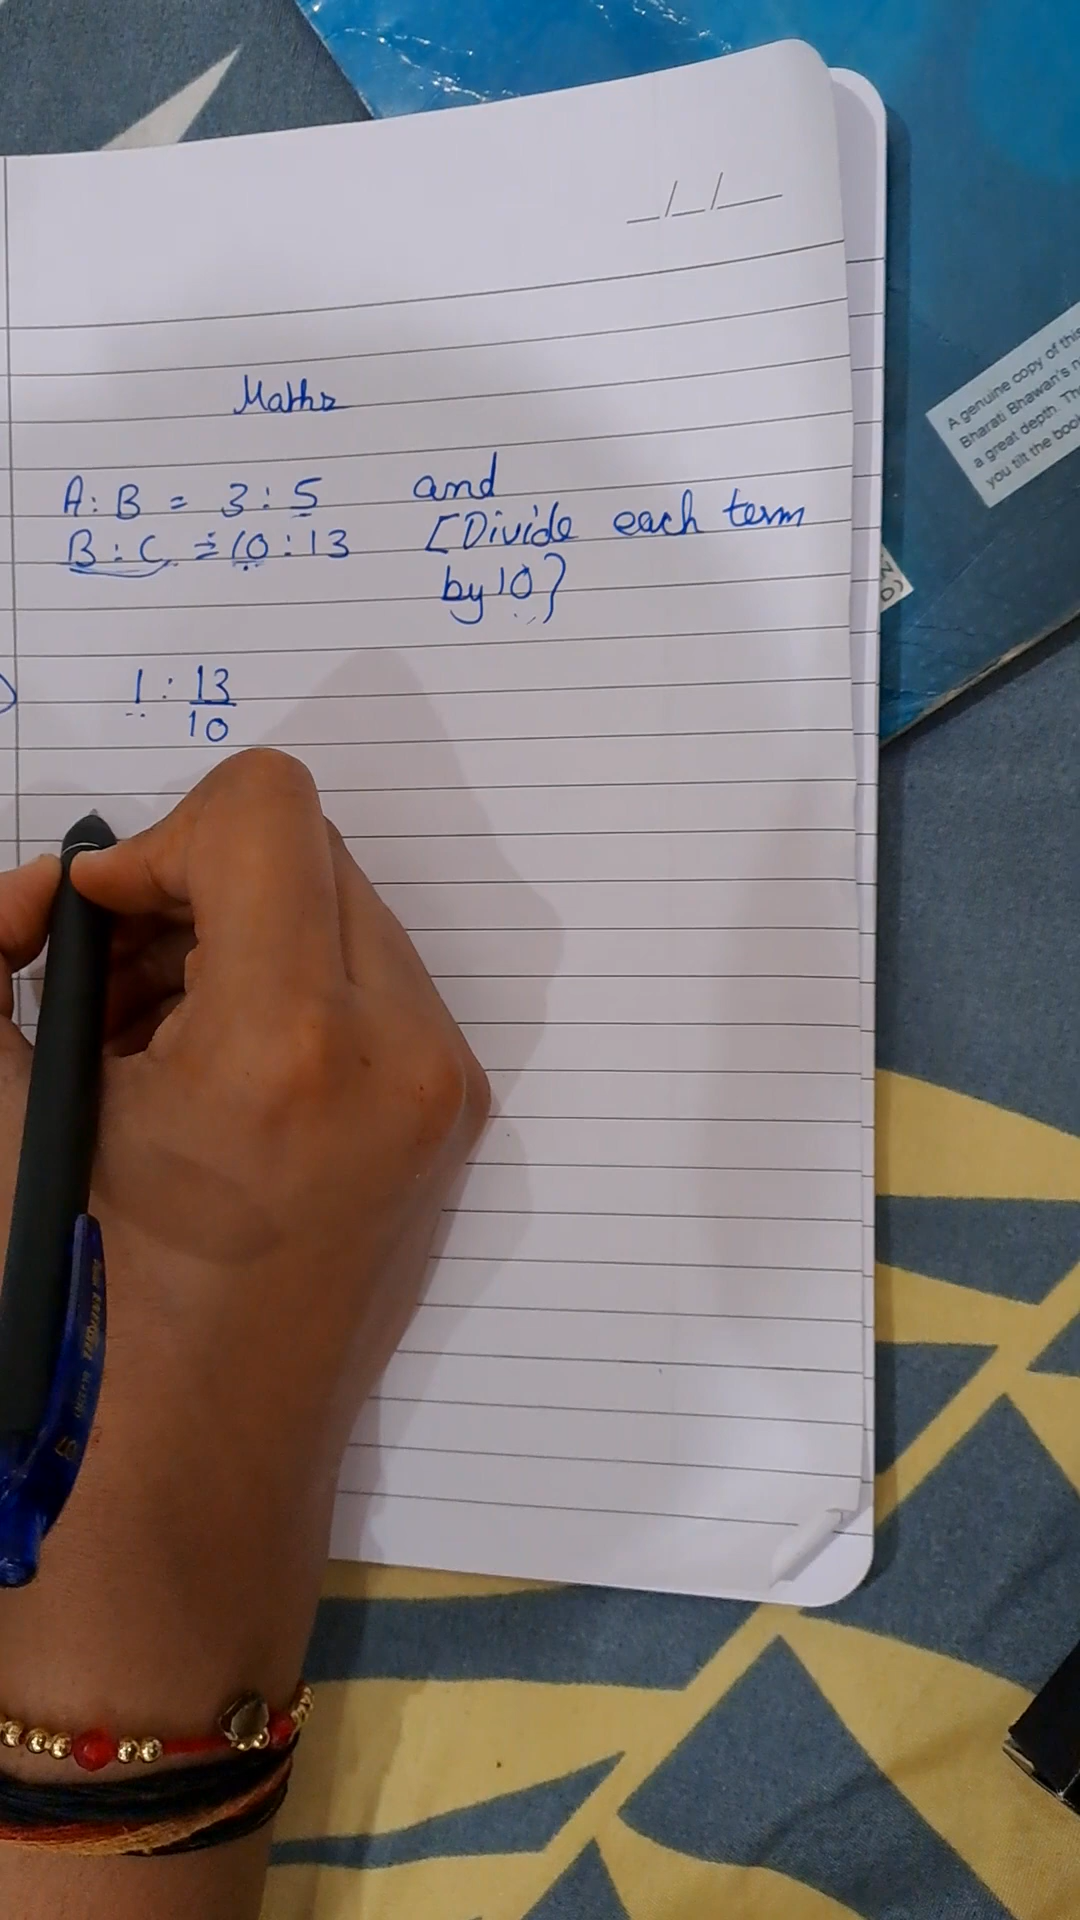 _/_/__
Maths
A : B = 3 : 5 and
B : C = 10 : 13 [Divide each term
by 10]
1 : 13/10
A genuine copy of this
Bharati Bhawan's
a great depth. Th
you tilt the book